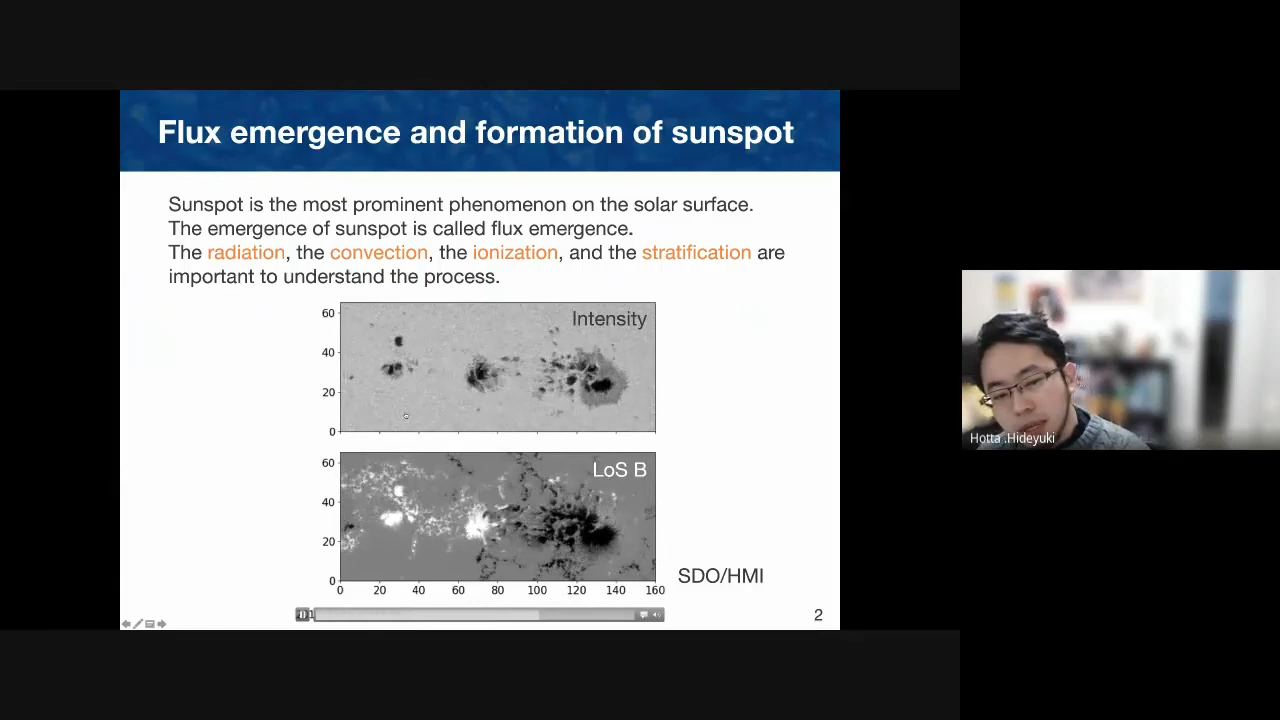 Flux emergence and formation of sunspot
Sunspot is the most prominent phenomenon on the solar surface.
The emergence of sunspot is called flux emergence.
The radiation, the convection, the ionization, and the stratification are
important to understand the process.
60
Intensity
40
20
0
60
LoS B
40
20
0
0 20 40 60 80 100 120 140 160
SDO/HMI
2
Hotta .Hideyuki